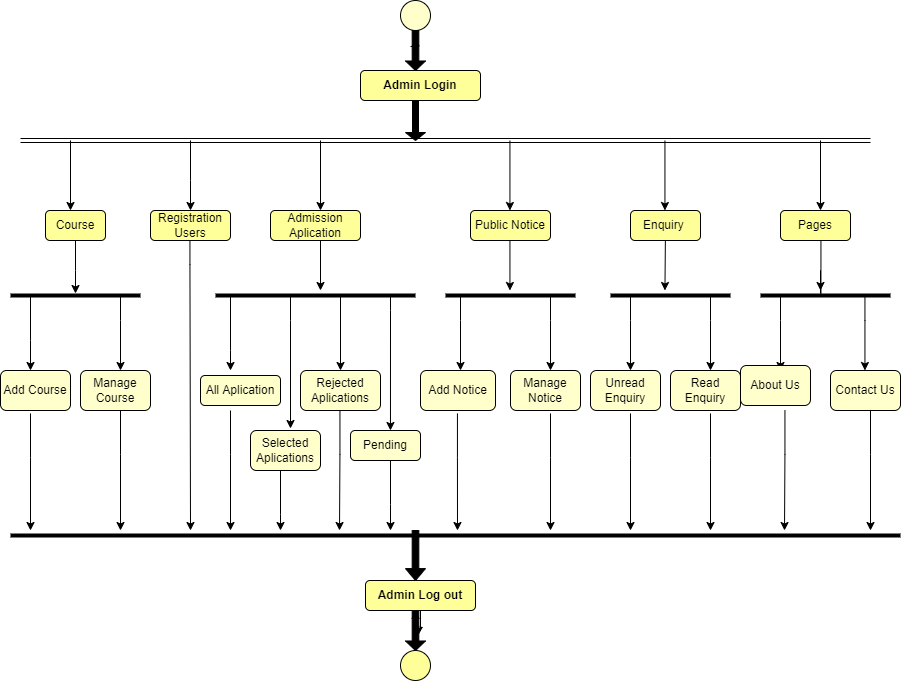 Admin Login
Course
Registration
Users
Admission
Aplication
Public Notice
Enquiry
Pages
Add Course
Manage
Course
All Aplication
Selected
Aplications
Rejected
Aplications
Pending
Add Notice
Manage
Notice
Unread
Enquiry
Read
Enquiry
About Us
Contact Us
Admin Log out